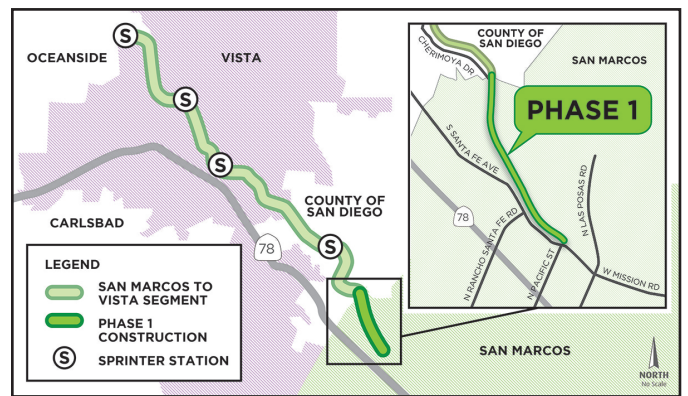 OCEANSIDE
VISTA
S
S
S
S
CARLSBAD
COUNTY OF
SAN DIEGO
78
SAN MARCOS
LEGEND
SAN MARCOS TO
VISTA SEGMENT
PHASE 1
CONSTRUCTION
S
SPRINTER STATION
COUNTY OF
SAN DIEGO
CHERIMOYA DR
SAN MARCOS
PHASE 1
S SANTA FE AVE
78
N RANCHO SANTA FE RD
N PACIFIC ST
N LAS POSAS RD
W MISSION RD
NORTH
No Scale